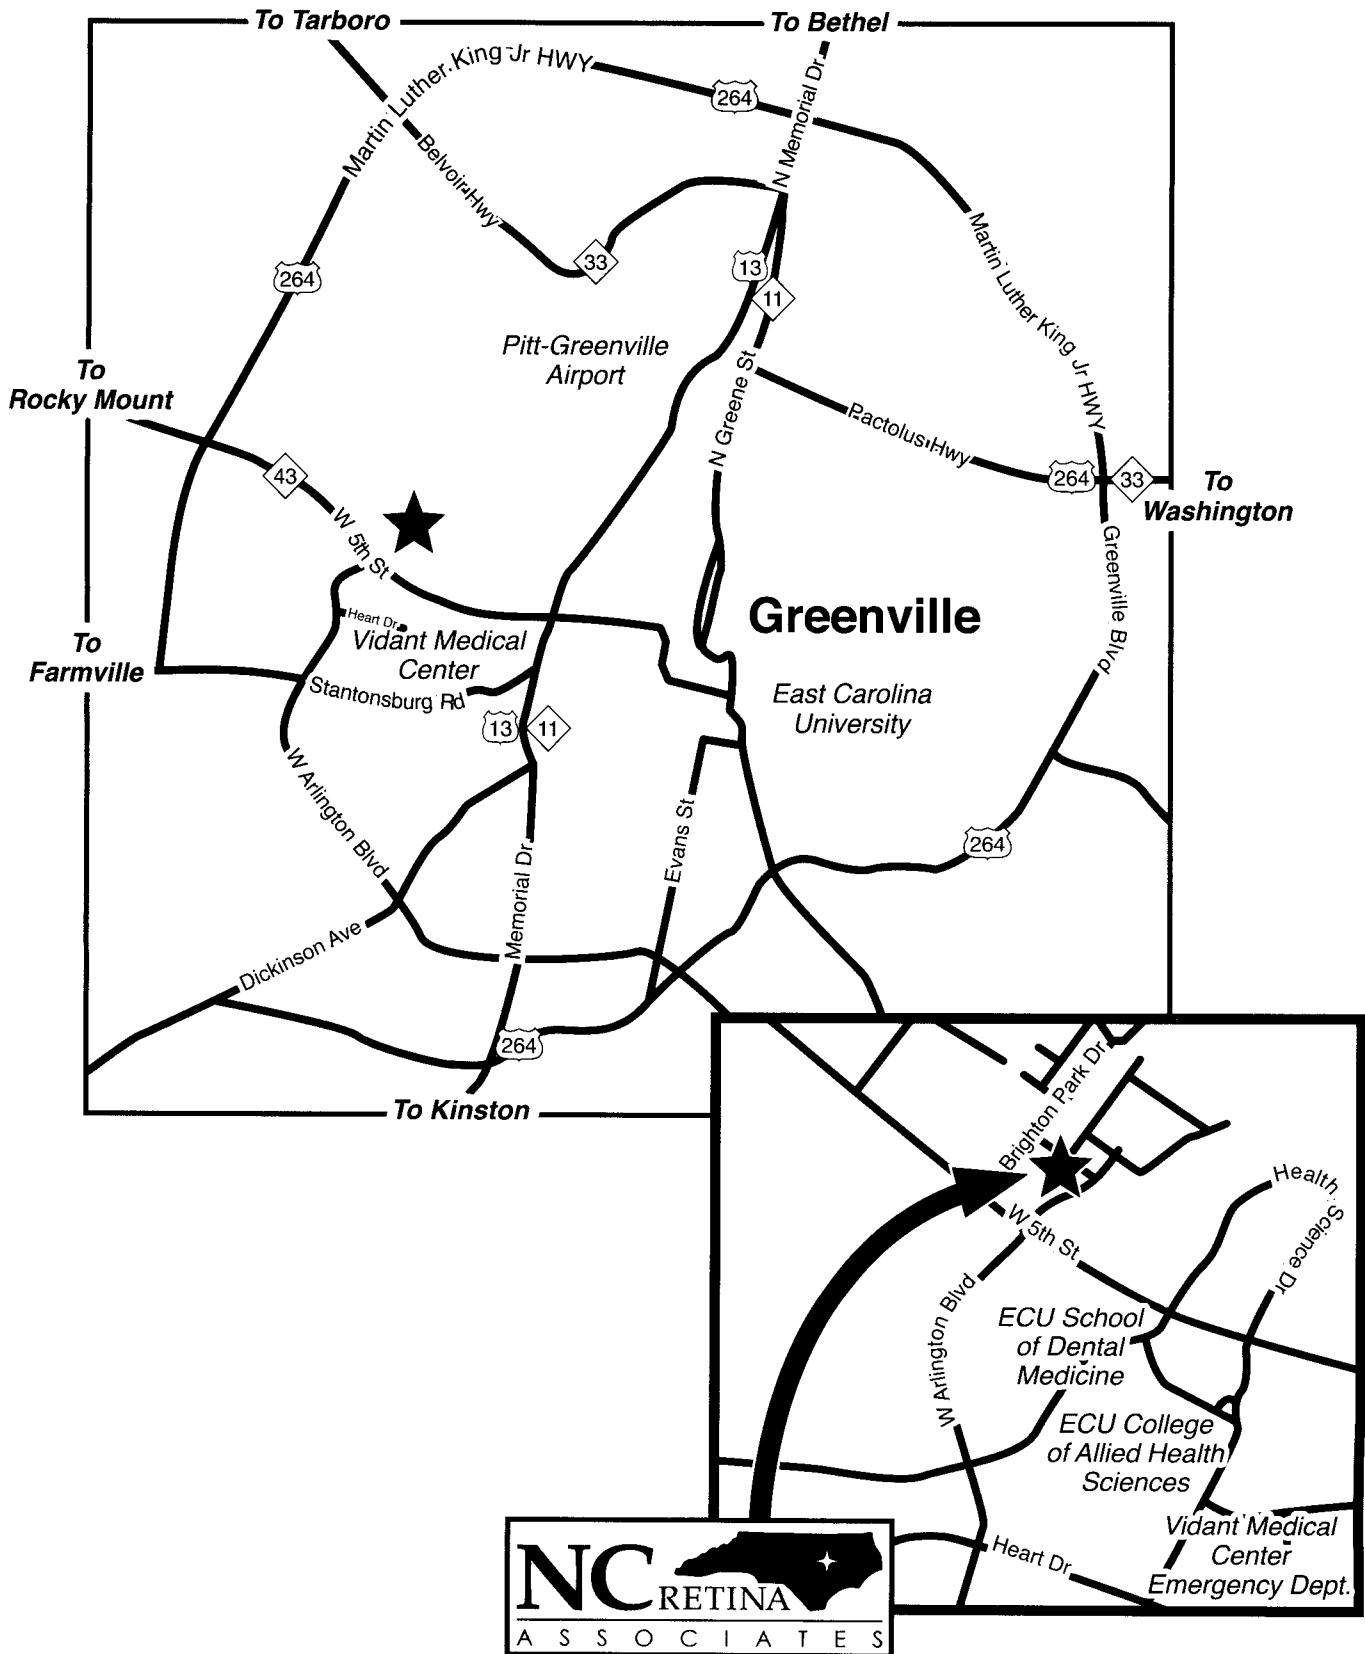 To Tarboro
To Bethel
Martin Luther King Jr HWY
264
N Memorial Dr
Belvoir Hwy
33
264
13
11
Martin Luther King Jr HWY
Pitt-Greenville
Airport
To
Rocky Mount
N Greene St
Pactolus Hwy
264
33
To
Washington
43
W 5th St
Greenville Blvd
Heart Dr
Vidant Medical
Center
Greenville
To
Farmville
Stantonsburg Rd
East Carolina
University
13
11
W Arlington Blvd
Evans St
264
Memorial Dr
Dickinson Ave
264
To Kinston
Brighton Park Dr
Health
Science Dr
W 5th St
W Arlington Blvd
ECU School
of Dental
Medicine
ECU College
of Allied Health
Sciences
Vidant Medical
Center
Emergency Dept.
Heart Dr
NC RETINA
ASSOCIATES